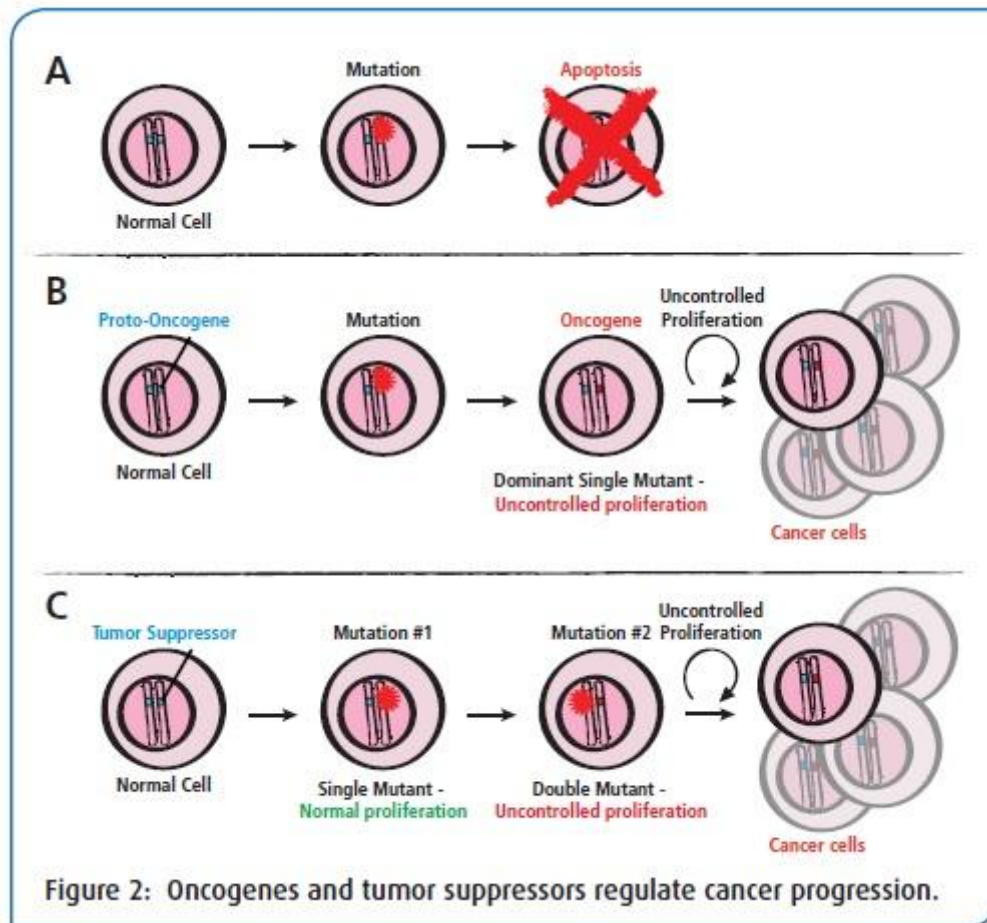 A
Mutation
Apoptosis
Normal Cell
B
Proto-Oncogene
Mutation
Oncogene
Uncontrolled
Proliferation
Normal Cell
Dominant Single Mutant -
Uncontrolled proliferation
Cancer cells
C
Tumor Suppressor
Mutation #1
Mutation #2
Uncontrolled
Proliferation
Normal Cell
Single Mutant -
Normal proliferation
Double Mutant -
Uncontrolled proliferation
Cancer cells
Figure 2: Oncogenes and tumor suppressors regulate cancer progression.